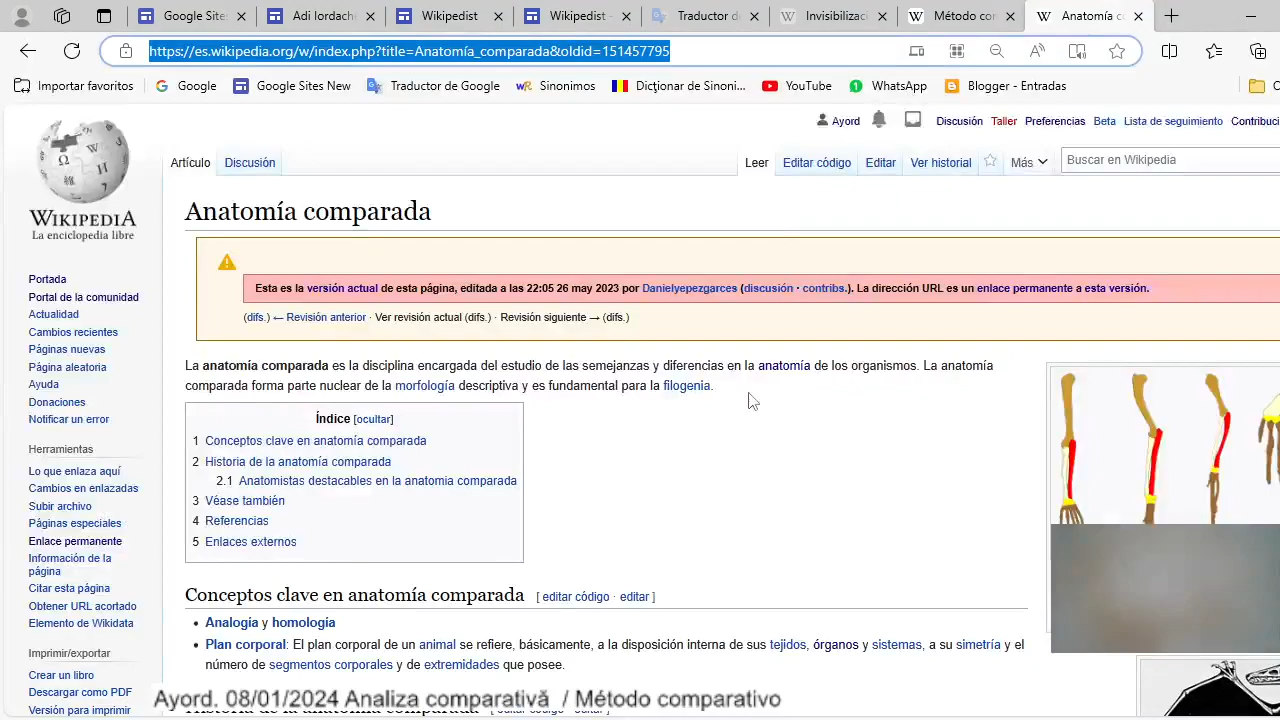 Google Site
Adi Iordach
Wikipedist
Wikipedist -
Traductor d
Invisibilizac
Método co
Anatomía c
https://es.wikipedia.org/w/index.php?title=Anatomía_comparada&oldid=151457795
Importar favoritos
Google
Google Sites New
Traductor de Google
wR Sinonimos
Dicționar de Sinoni...
YouTube
WhatsApp
Blogger - Entradas
Ayord
Discusión Taller Preferencias Beta Lista de seguimiento Contribuci
Artículo Discusión
Leer Editar código Editar Ver historial Más
Buscar en Wikipedia
WIKIPEDIA
La enciclopedia libre
Anatomía comparada
Esta es la versión actual de esta página, editada a las 22:05 26 may 2023 por Danielyepezgarces (discusión · contribs.). La dirección URL es un enlace permanente a esta versión.
(difs.) ← Revisión anterior · Ver revisión actual (difs.) · Revisión siguiente → (difs.)
Portada
Portal de la comunidad
Actualidad
Cambios recientes
Páginas nuevas
Página aleatoria
Ayuda
Donaciones
Notificar un error
Herramientas
Lo que enlaza aquí
Cambios en enlazadas
Subir archivo
Páginas especiales
Enlace permanente
Información de la
página
Citar esta página
Obtener URL acortado
Elemento de Wikidata
Imprimir/exportar
Crear un libro
Descargar como PDF
Versión para imprimir
La anatomía comparada es la disciplina encargada del estudio de las semejanzas y diferencias en la anatomía de los organismos. La anatomía
comparada forma parte nuclear de la morfología descriptiva y es fundamental para la filogenia.
Índice [ocultar]
1 Conceptos clave en anatomía comparada
2 Historia de la anatomía comparada
2.1 Anatomistas destacables en la anatomia comparada
3 Véase también
4 Referencias
5 Enlaces externos
Conceptos clave en anatomía comparada [ editar código · editar ]
Analogía y homología
Plan corporal: El plan corporal de un animal se refiere, básicamente, a la disposición interna de sus tejidos, órganos y sistemas, a su simetría y el
número de segmentos corporales y de extremidades que posee.
Ayord. 08/01/2024 Analiza comparativă / Método comparativo